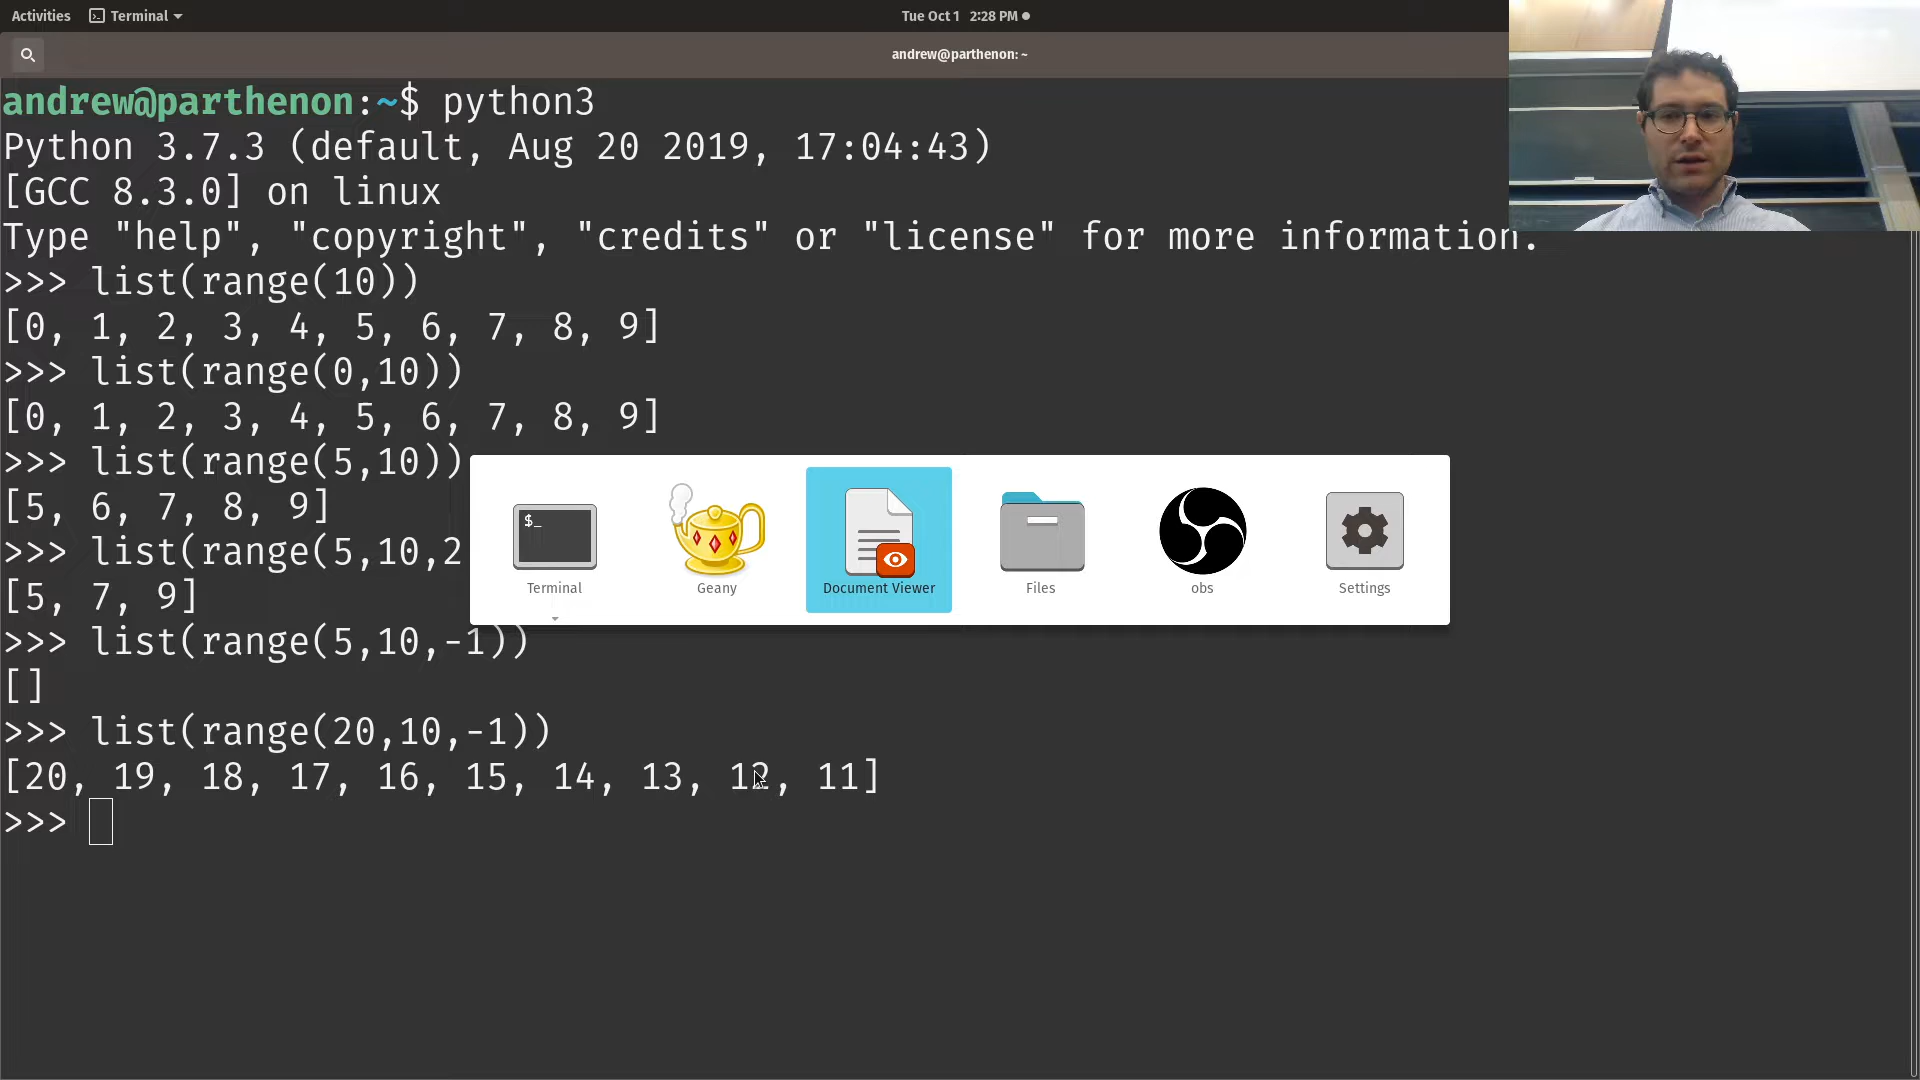 Activities Terminal Tue Oct 1 2:28 PM
andrew@parthenon: ~
andrew@parthenon:~$ python3
Python 3.7.3 (default, Aug 20 2019, 17:04:43)
[GCC 8.3.0] on linux
Type "help", "copyright", "credits" or "license" for more information.
>>> list(range(10))
[0, 1, 2, 3, 4, 5, 6, 7, 8, 9]
>>> list(range(0,10))
[0, 1, 2, 3, 4, 5, 6, 7, 8, 9]
>>> list(range(5,10))
[5, 6, 7, 8, 9]
>>> list(range(5,10,2
[5, 7, 9]
$_
Terminal Geany Document Viewer Files obs Settings
>>> list(range(5,10,-1))
[]
>>> list(range(20,10,-1))
[20, 19, 18, 17, 16, 15, 14, 13, 12, 11]
>>>